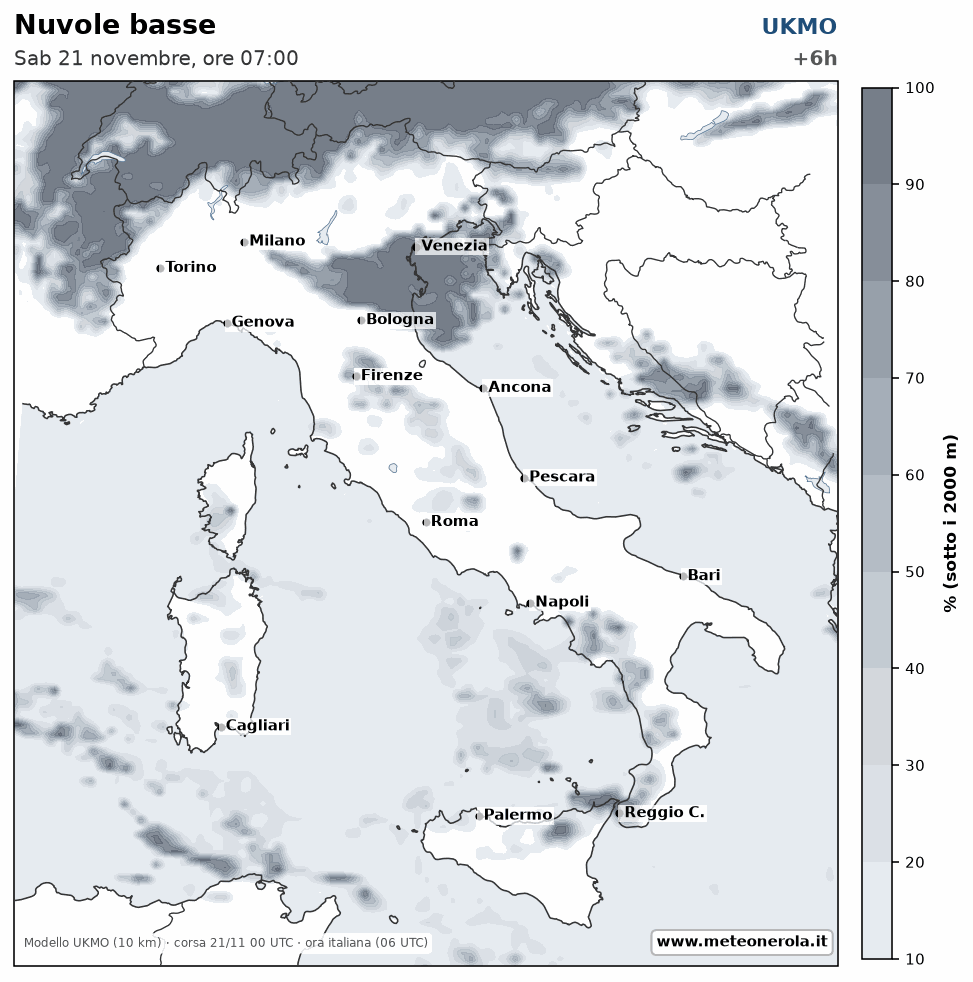 Nuvole basse
UKMO
Sab 21 novembre, ore 07:00
+6h
Milano
Venezia
Torino
Genova
Bologna
Firenze
Ancona
Pescara
Roma
Bari
Napoli
Cagliari
Palermo
Reggio C.
Modello UKMO (10 km) · corsa 21/11 00 UTC · ora italiana (06 UTC)
www.meteonerola.it
100
90
80
70
60
50
40
30
20
10
% (sotto i 2000 m)